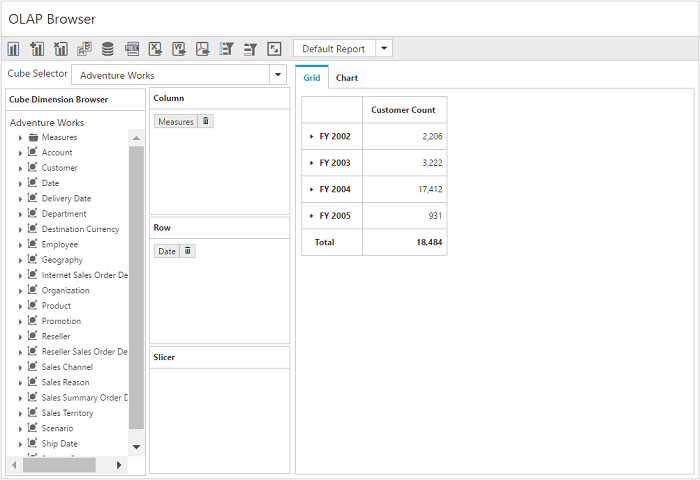 OLAP Browser
Default Report
Cube Selector
Adventure Works
Cube Dimension Browser
Adventure Works
Measures
Account
Customer
Date
Delivery Date
Department
Destination Currency
Employee
Geography
Internet Sales Order De
Organization
Product
Promotion
Reseller
Reseller Sales Order De
Sales Channel
Sales Reason
Sales Summary Order D
Sales Territory
Scenario
Ship Date
Column
Measures
Row
Date
Slicer
Grid Chart
Customer Count
FY 2002 2,206
FY 2003 3,222
FY 2004 17,412
FY 2005 931
Total 18,484